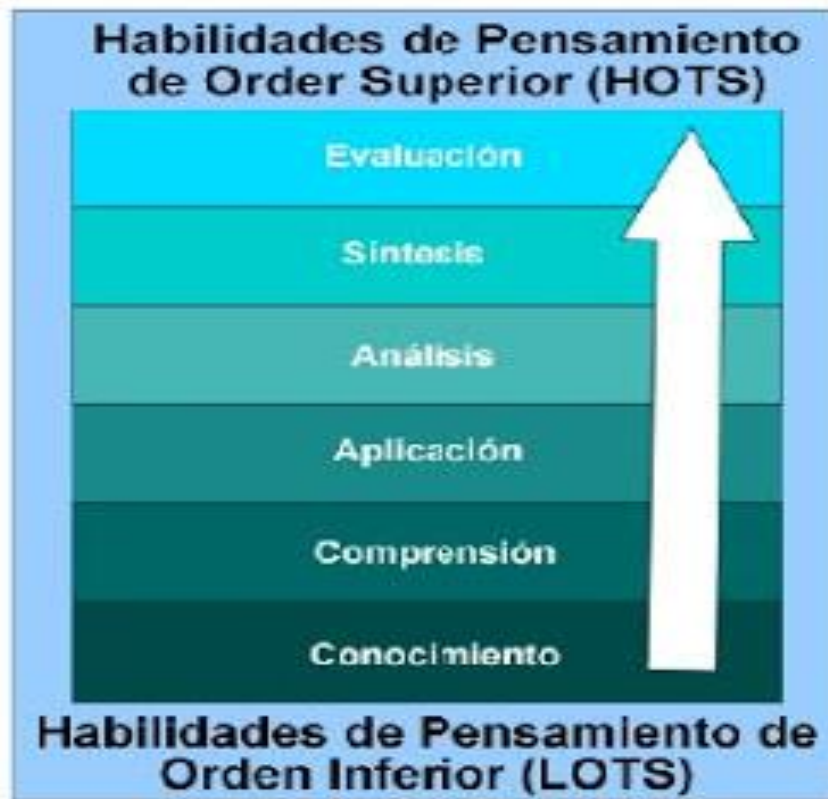 Habilidades de Pensamiento
de Order Superior (HOTS)
Evaluación
Síntesis
Análisis
Aplicación
Comprensión
Conocimiento
Habilidades de Pensamiento de
Orden Inferior (LOTS)